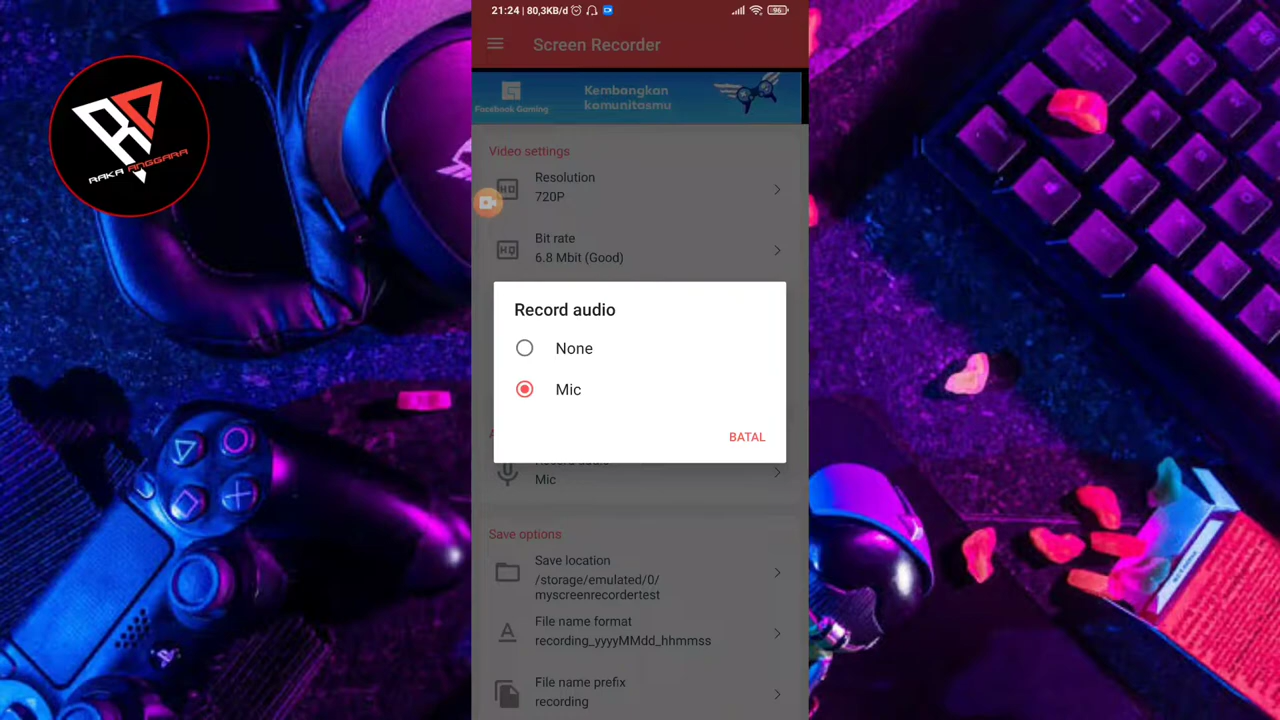 RAKA ANGGARA
21:24 | 80,3KB/d
96
Screen Recorder
Facebook Gaming
Kembangkan
komunitasmu
Video settings
Resolution
720P
Bit rate
6.8 Mbit (Good)
Record audio
None
Mic
BATAL
Record audio
Mic
Save options
Save location
/storage/emulated/0/
myscreenrecordertest
File name format
recording_yyyyMMdd_hhmmss
File name prefix
recording